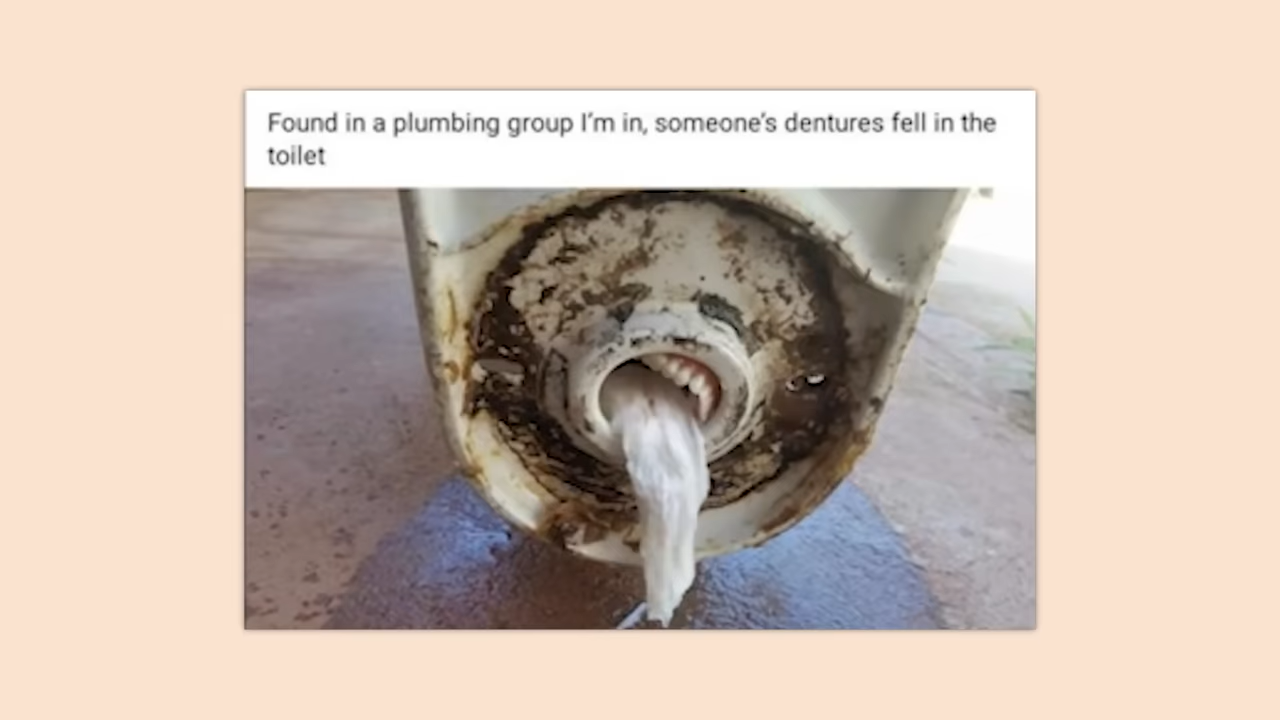 Found in a plumbing group I'm in, someone's dentures fell in the
toilet